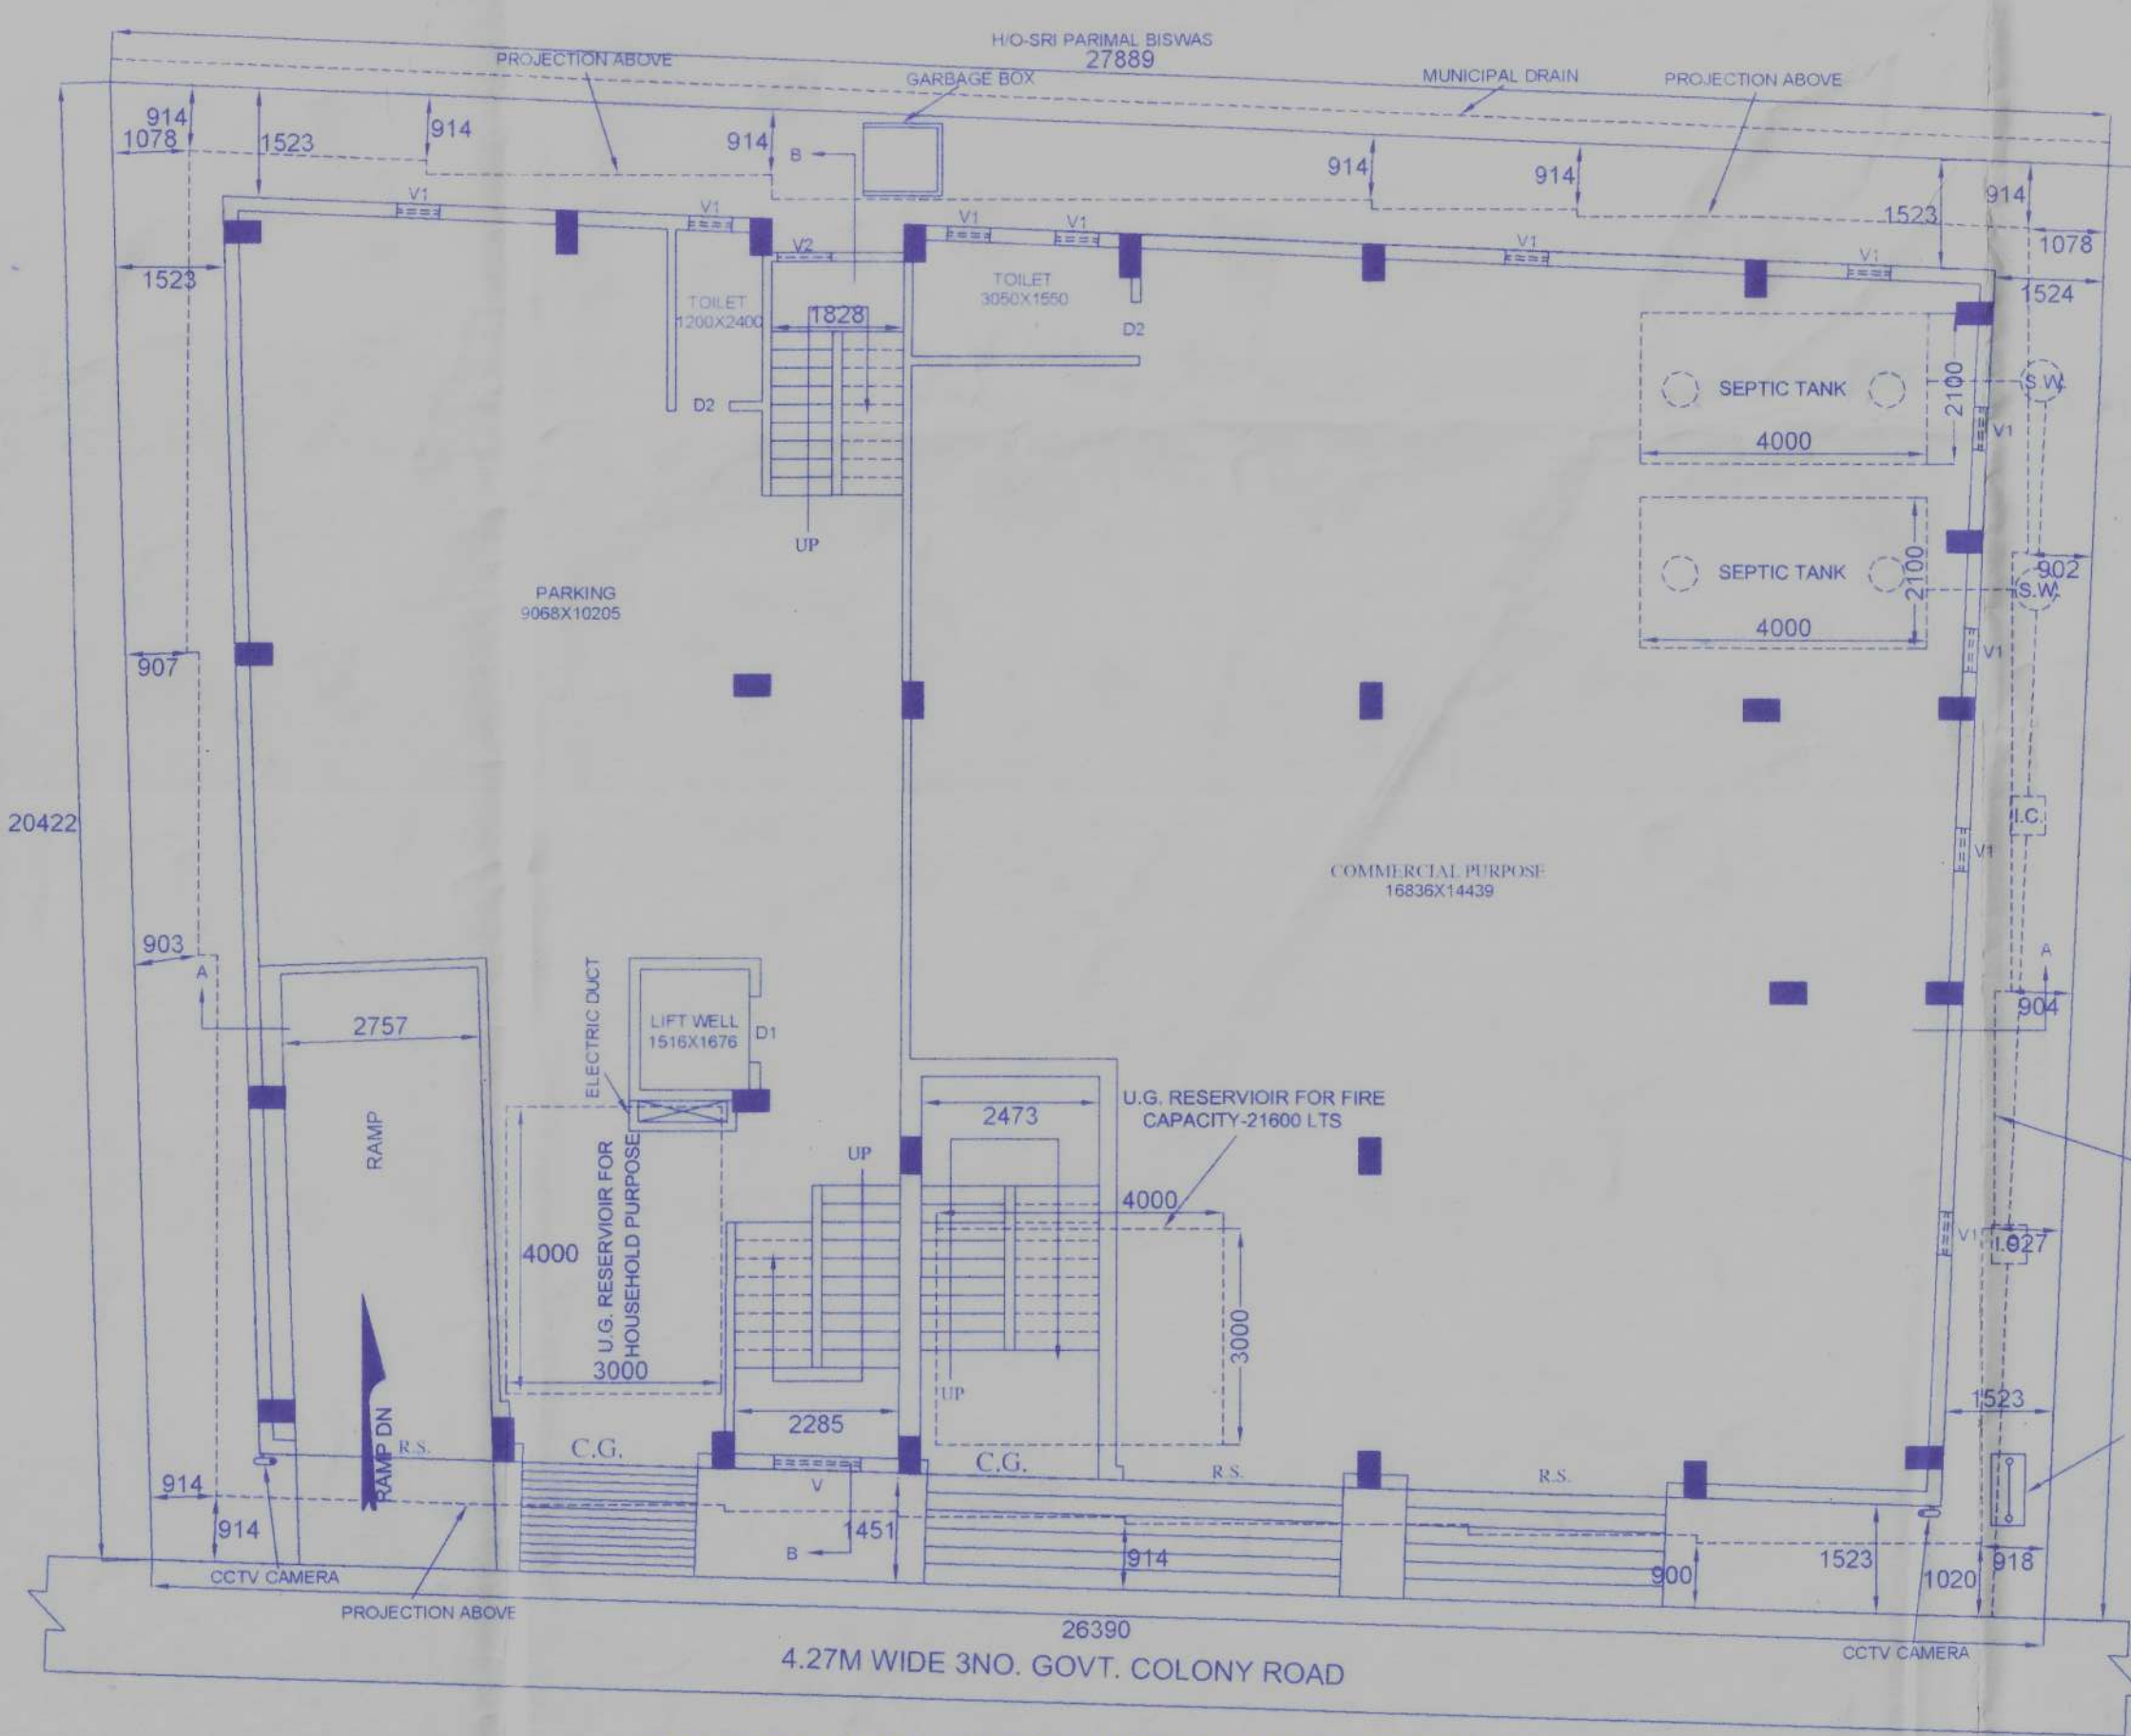 H/O-SRI PARIMAL BISWAS
27889
PROJECTION ABOVE
GARBAGE BOX
MUNICIPAL DRAIN
PROJECTION ABOVE
914
1078
1523
914
914
B
914
914
1523
914
1078
1523
V1
V1
V2
V1
V1
V1
V1
1524
TOILET
1200X2400
1828
TOILET
3050X1550
D2
D2
UP
SEPTIC TANK
4000
2100
S.W.
V1
SEPTIC TANK
4000
2100
902
S.W.
V1
PARKING
9068X10205
907
20422
COMMERCIAL PURPOSE
16836X14439
I.C.
V1
903
A
2757
ELECTRIC DUCT
LIFT WELL
1516X1676
D1
A
904
2473
U.G. RESERVIOIR FOR FIRE
CAPACITY-21600 LTS
RAMP
UP
4000
U.G. RESERVIOIR FOR
HOUSEHOLD PURPOSE
4000
3000
3000
V1
UP
2285
1523
RAMP DN
R.S.
C.G.
C.G.
R.S.
R.S.
V
914
914
1451
B
914
900
1523
1020
918
CCTV CAMERA
PROJECTION ABOVE
26390
CCTV CAMERA
4.27M WIDE 3NO. GOVT. COLONY ROAD